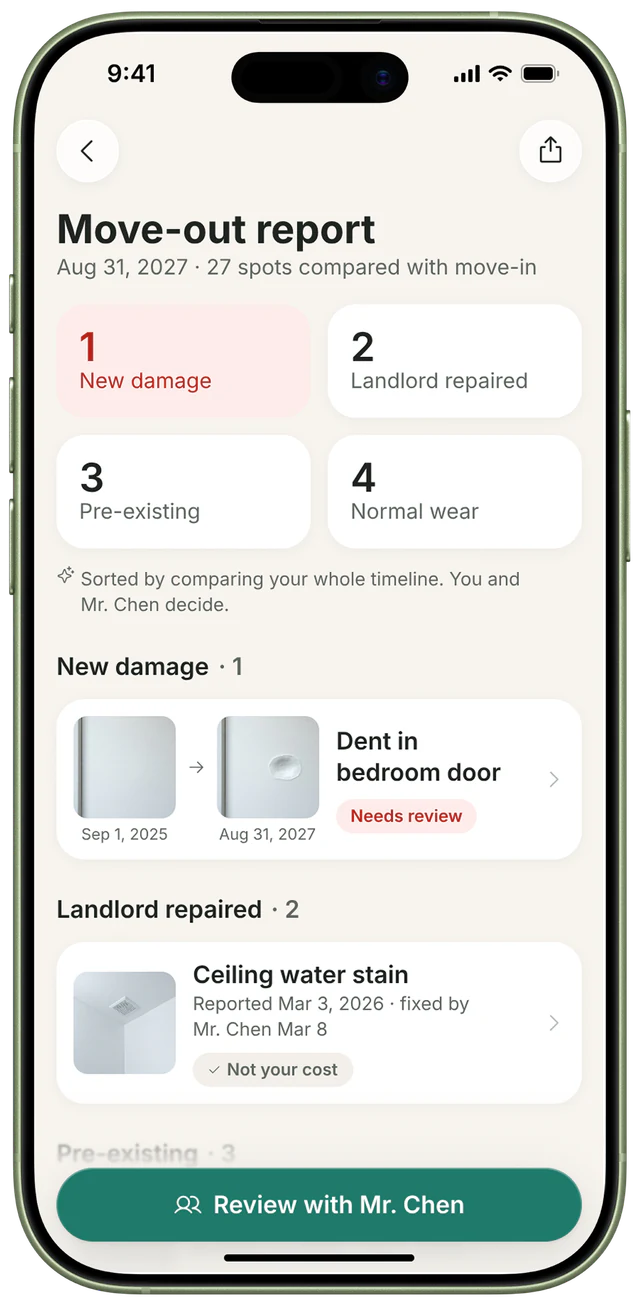 9:41
Move-out report
Aug 31, 2027 · 27 spots compared with move-in
1
New damage
2
Landlord repaired
3
Pre-existing
4
Normal wear
Sorted by comparing your whole timeline. You and
Mr. Chen decide.
New damage · 1
Sep 1, 2025
Aug 31, 2027
Dent in
bedroom door
Needs review
Landlord repaired · 2
Ceiling water stain
Reported Mar 3, 2026 · fixed by
Mr. Chen Mar 8
Not your cost
Pre-existing · 3
Review with Mr. Chen